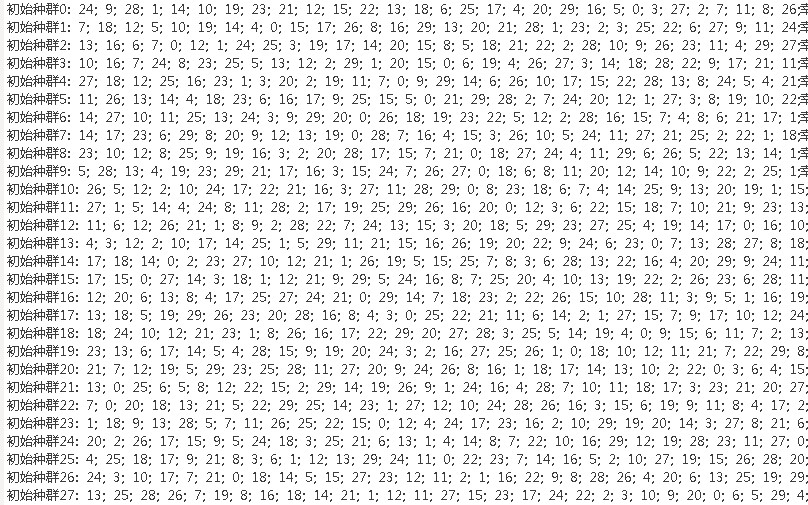 初始种群0: 24; 9; 28; 1; 14; 10; 19; 23; 21; 12; 15; 22; 13; 18; 6; 25; 17; 4; 20; 29; 16; 5; 0; 3; 27; 2; 7; 11; 8; 26;
初始种群1: 7; 18; 12; 5; 10; 19; 14; 4; 0; 15; 17; 26; 8; 16; 29; 13; 20; 21; 28; 1; 23; 2; 3; 25; 22; 6; 27; 9; 11; 24;
初始种群2: 13; 16; 6; 7; 0; 12; 1; 24; 25; 3; 19; 17; 14; 20; 15; 8; 5; 18; 21; 22; 2; 28; 10; 9; 26; 23; 11; 4; 29; 27;
初始种群3: 10; 16; 7; 24; 8; 23; 25; 5; 13; 12; 2; 29; 1; 20; 15; 0; 6; 19; 4; 26; 27; 3; 14; 18; 28; 22; 9; 17; 21; 11;
初始种群4: 27; 18; 12; 25; 16; 23; 1; 3; 20; 2; 19; 11; 7; 0; 9; 29; 14; 6; 26; 10; 17; 15; 22; 28; 13; 8; 24; 5; 4; 21;
初始种群5: 11; 26; 13; 14; 4; 18; 23; 6; 16; 17; 9; 25; 15; 5; 0; 21; 29; 28; 2; 7; 24; 20; 12; 1; 27; 3; 8; 19; 10; 22;
初始种群6: 14; 27; 10; 11; 25; 13; 24; 3; 9; 29; 20; 0; 26; 18; 19; 23; 22; 5; 12; 2; 28; 16; 15; 7; 4; 8; 6; 21; 17; 1;
初始种群7: 14; 17; 23; 6; 29; 8; 20; 9; 12; 13; 19; 0; 28; 7; 16; 4; 15; 3; 26; 10; 5; 24; 11; 27; 21; 25; 2; 22; 1; 18;
初始种群8: 23; 10; 12; 8; 25; 9; 19; 16; 3; 2; 20; 28; 17; 15; 7; 21; 0; 18; 27; 24; 4; 11; 29; 6; 26; 5; 22; 13; 14; 1;
初始种群9: 5; 28; 13; 4; 19; 23; 29; 21; 17; 16; 3; 15; 24; 7; 26; 27; 0; 18; 6; 8; 11; 20; 12; 14; 10; 9; 22; 2; 25; 1;
初始种群10: 26; 5; 12; 2; 10; 24; 17; 22; 21; 16; 3; 27; 11; 28; 29; 0; 8; 23; 18; 6; 7; 4; 14; 25; 9; 13; 20; 19; 1; 15;
初始种群11: 27; 1; 5; 14; 4; 24; 8; 11; 28; 2; 17; 19; 25; 29; 26; 16; 20; 0; 12; 3; 6; 22; 15; 18; 7; 10; 21; 9; 23; 13;
初始种群12: 11; 6; 12; 26; 21; 1; 8; 9; 2; 28; 22; 7; 24; 13; 15; 3; 20; 18; 5; 29; 23; 27; 25; 4; 19; 14; 17; 0; 16; 10;
初始种群13: 4; 3; 12; 2; 10; 17; 14; 25; 1; 5; 29; 11; 21; 15; 16; 26; 19; 20; 22; 9; 24; 6; 23; 0; 7; 13; 28; 27; 8; 18
初始种群14: 17; 18; 14; 0; 2; 23; 27; 10; 12; 21; 1; 26; 19; 5; 15; 25; 7; 8; 3; 6; 28; 13; 22; 16; 4; 20; 29; 9; 24; 11;
初始种群15: 17; 15; 0; 27; 14; 3; 18; 1; 12; 21; 9; 29; 5; 24; 16; 8; 7; 25; 20; 4; 10; 13; 19; 22; 2; 26; 23; 6; 28; 11;
初始种群16: 12; 20; 6; 13; 8; 4; 17; 25; 27; 24; 21; 0; 29; 14; 7; 18; 23; 2; 22; 26; 15; 10; 28; 11; 3; 9; 5; 1; 16; 19;
初始种群17: 13; 18; 5; 19; 29; 26; 23; 20; 28; 16; 8; 4; 3; 0; 25; 22; 21; 11; 6; 14; 2; 1; 27; 15; 7; 9; 17; 10; 12; 24;
初始种群18: 18; 24; 10; 12; 21; 23; 1; 8; 26; 16; 17; 22; 29; 20; 27; 28; 3; 25; 5; 14; 19; 4; 0; 9; 15; 6; 11; 7; 2; 13;
初始种群19: 23; 13; 6; 17; 14; 5; 4; 28; 15; 9; 19; 20; 24; 3; 2; 16; 27; 25; 26; 1; 0; 18; 10; 12; 11; 21; 7; 22; 29; 8;
初始种群20: 21; 7; 12; 19; 5; 29; 23; 25; 28; 11; 27; 20; 9; 24; 26; 8; 16; 1; 18; 17; 14; 13; 10; 2; 22; 0; 3; 6; 4; 15;
初始种群21: 13; 0; 25; 6; 5; 8; 12; 22; 15; 2; 29; 14; 19; 26; 9; 1; 24; 16; 4; 28; 7; 10; 11; 18; 17; 3; 23; 21; 20; 27;
初始种群22: 7; 0; 20; 18; 13; 21; 5; 22; 29; 25; 14; 23; 1; 27; 12; 10; 24; 28; 26; 16; 3; 15; 6; 19; 9; 11; 8; 4; 17; 2;
初始种群23: 1; 18; 9; 13; 28; 5; 7; 11; 26; 25; 22; 15; 0; 12; 4; 24; 17; 23; 16; 2; 10; 29; 19; 20; 14; 3; 27; 8; 21; 6;
初始种群24: 20; 2; 26; 17; 15; 9; 5; 24; 18; 3; 25; 21; 6; 13; 1; 4; 14; 8; 7; 22; 10; 16; 29; 12; 19; 28; 23; 11; 27; 0;
初始种群25: 4; 25; 18; 17; 9; 21; 8; 3; 6; 1; 12; 13; 29; 24; 11; 0; 22; 23; 7; 14; 16; 5; 2; 10; 27; 19; 15; 26; 28; 20;
初始种群26: 24; 3; 10; 17; 7; 21; 0; 18; 14; 5; 15; 27; 23; 12; 11; 2; 1; 16; 22; 9; 8; 28; 26; 4; 20; 6; 13; 25; 19; 29;
初始种群27: 13; 25; 28; 26; 7; 19; 8; 16; 18; 14; 21; 1; 12; 11; 27; 15; 23; 17; 24; 22; 2; 3; 10; 9; 20; 0; 6; 5; 29; 4;